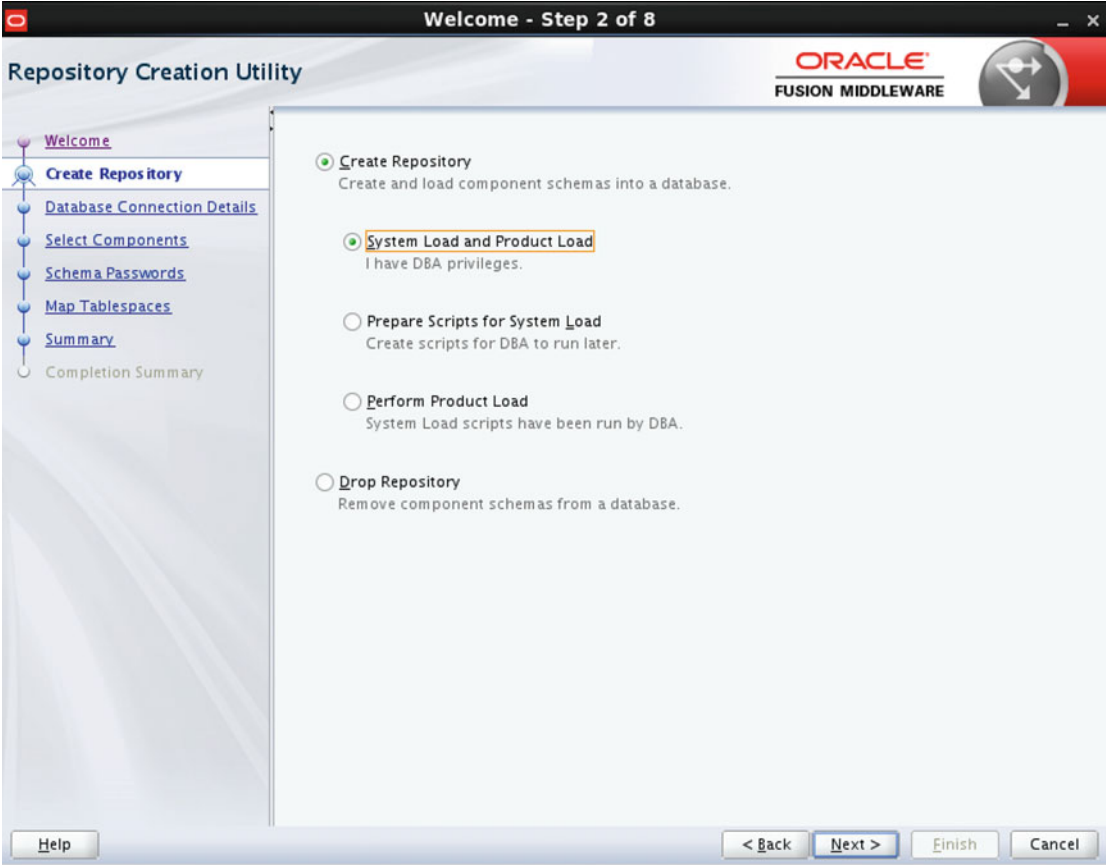 Welcome - Step 2 of 8
Repository Creation Utility
ORACLE
FUSION MIDDLEWARE
Welcome
Create Repository
Database Connection Details
Select Components
Schema Passwords
Map Tablespaces
Summary
Completion Summary
Create Repository
Create and load component schemas into a database.
System Load and Product Load
I have DBA privileges.
Prepare Scripts for System Load
Create scripts for DBA to run later.
Perform Product Load
System Load scripts have been run by DBA.
Drop Repository
Remove component schemas from a database.
Help
< Back
Next >
Finish
Cancel